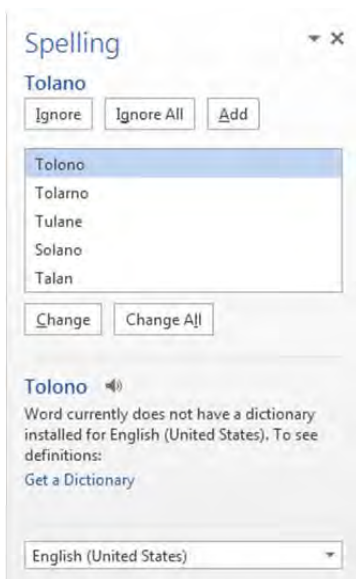 Spelling
Tolano
Ignore Ignore All Add
Tolono
Tolarno
Tulane
Solano
Talan
Change Change All
Tolono
Word currently does not have a dictionary
installed for English (United States). To see
definitions:
Get a Dictionary
English (United States)